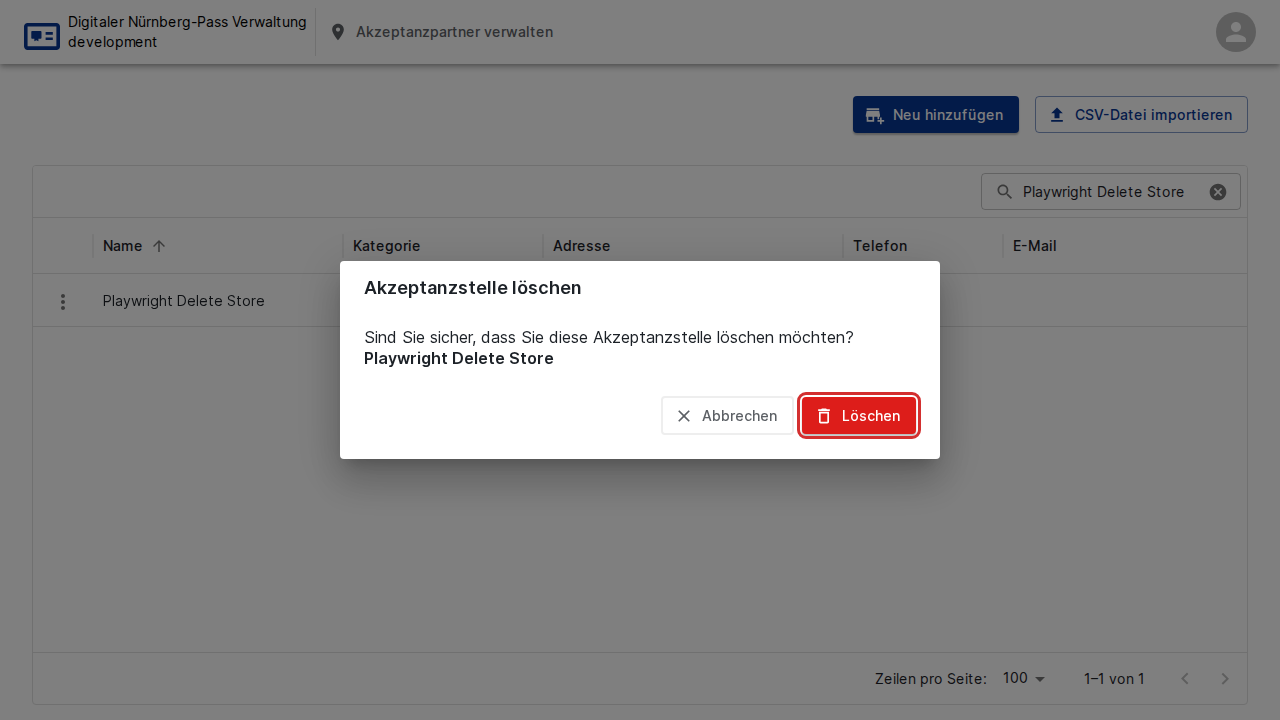 Digitaler Nürnberg-Pass Verwaltung
development
Akzeptanzpartner verwalten
Neu hinzufügen
CSV-Datei importieren
Playwright Delete Store
Name
Kategorie
Adresse
Telefon
E-Mail
Playwright Delete Store
Akzeptanzstelle löschen
Sind Sie sicher, dass Sie diese Akzeptanzstelle löschen möchten?
Playwright Delete Store
Abbrechen
Löschen
Zeilen pro Seite:
100
1–1 von 1